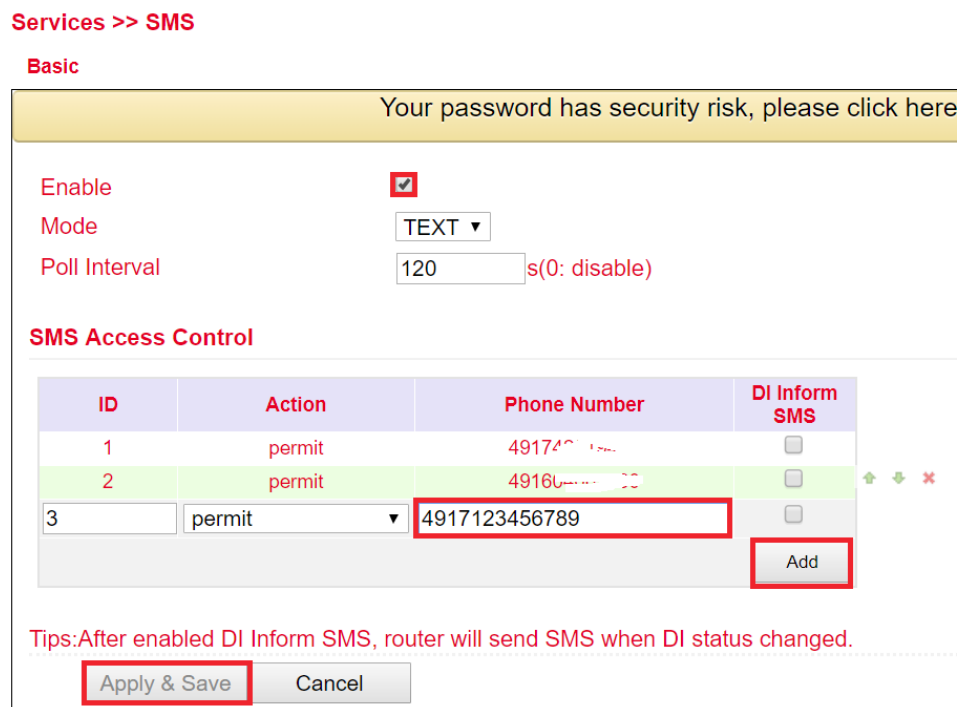 Services >> SMS
Basic
Your password has security risk, please click here
Enable
Mode TEXT
Poll Interval 120 s(0: disable)
SMS Access Control
ID Action Phone Number DI Inform SMS
1 permit
2 permit
3 permit 4917123456789
Add
Tips:After enabled DI Inform SMS, router will send SMS when DI status changed.
Apply & Save Cancel